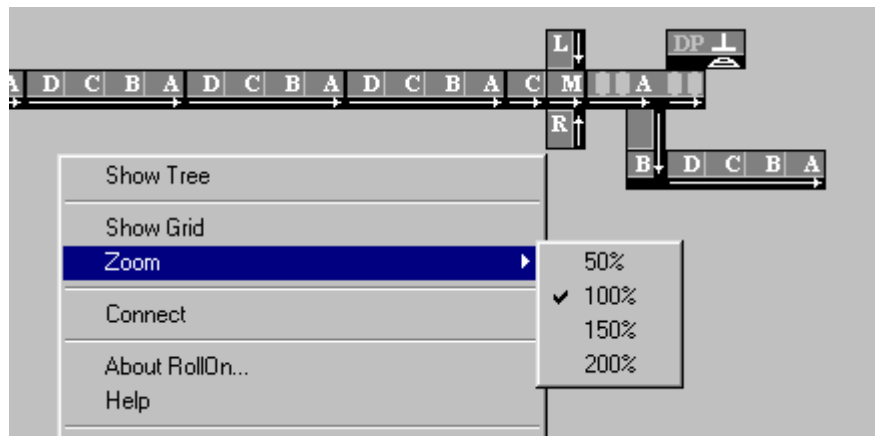 L DP
A D C B A D C B A D C B A C M A
R
B D C B A
Show Tree
Show Grid
Zoom
50%
100%
150%
200%
Connect
About RollOn...
Help